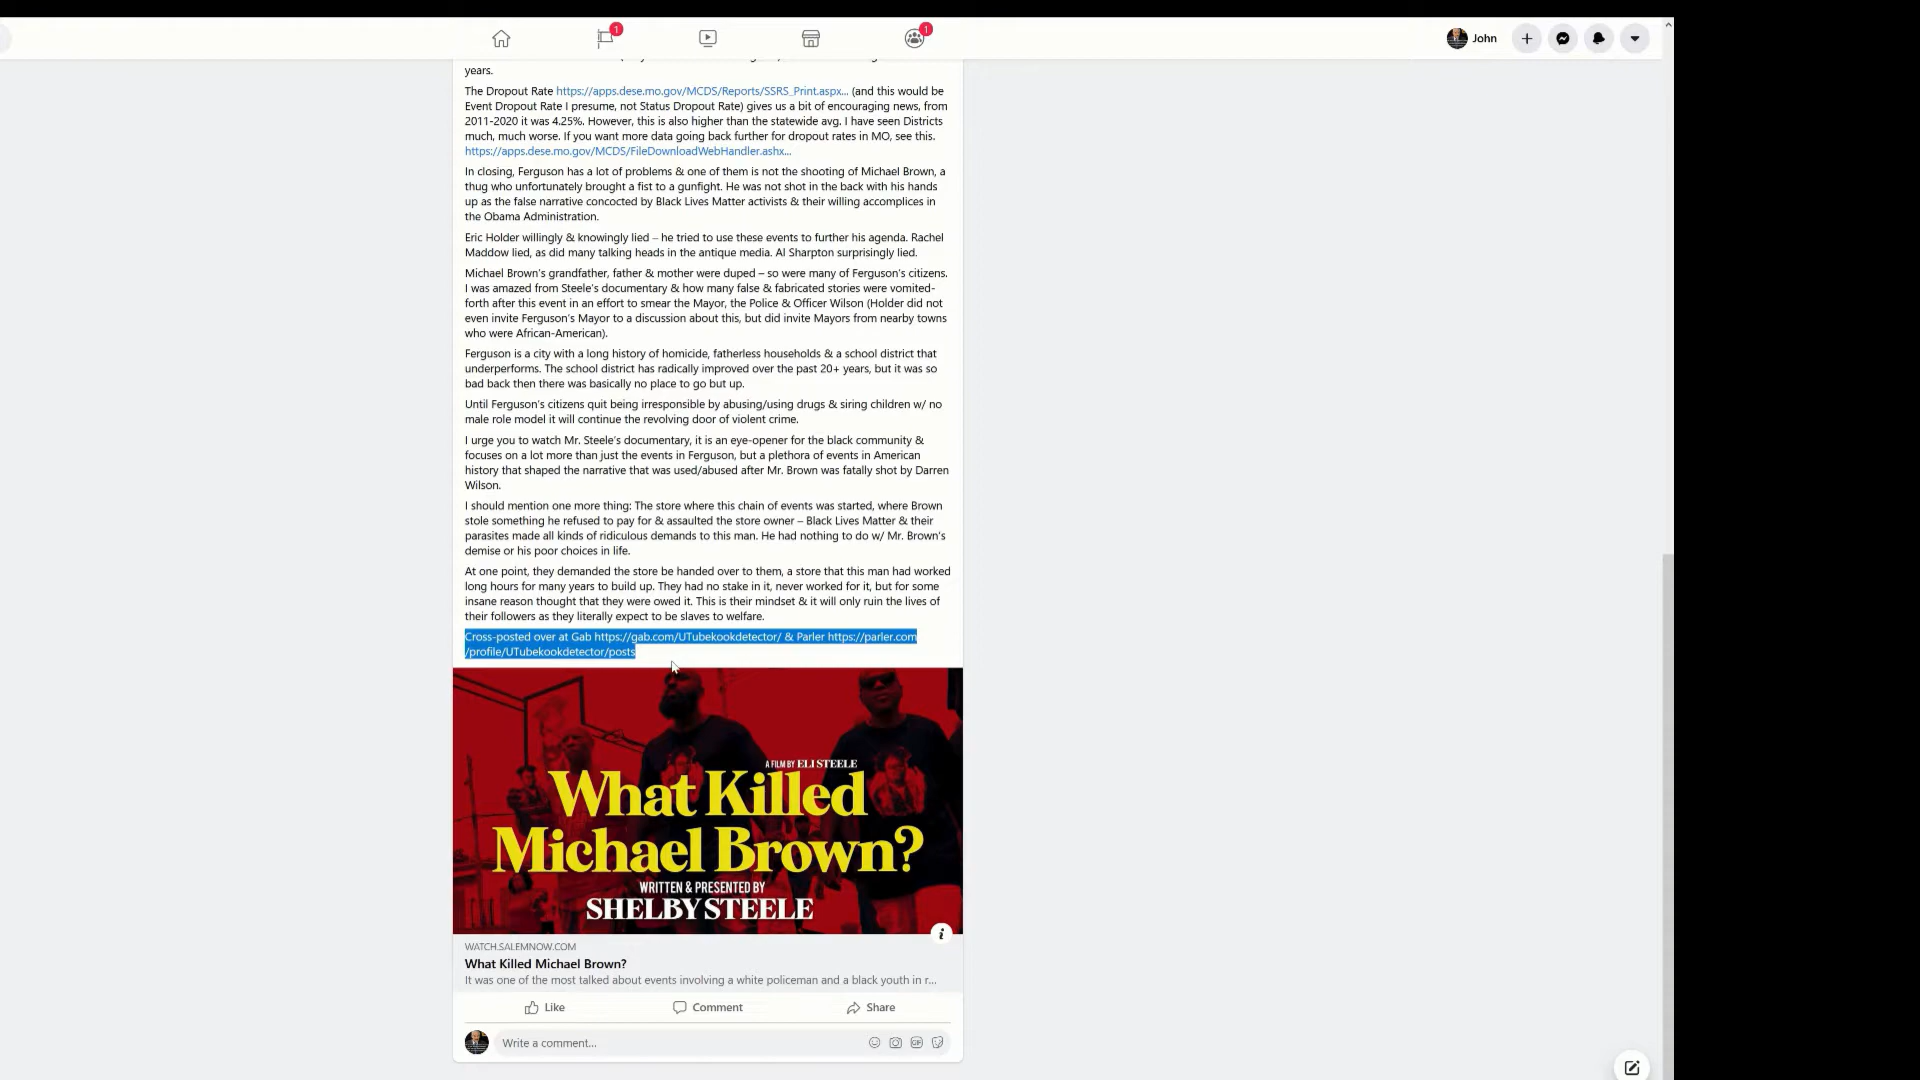 1
1
John
years.
The Dropout Rate https://apps.dese.mo.gov/MCDS/Reports/SSRS_Print.aspx... (and this would be
Event Dropout Rate I presume, not Status Dropout Rate) gives us a bit of encouraging news, from
2011-2020 it was 4.25%. However, this is also higher than the statewide avg. I have seen Districts
much, much worse. If you want more data going back further for dropout rates in MO, see this.
https://apps.dese.mo.gov/MCDS/FileDownloadWebHandler.ashx...
In closing, Ferguson has a lot of problems & one of them is not the shooting of Michael Brown, a
thug who unfortunately brought a fist to a gunfight. He was not shot in the back with his hands
up as the false narrative concocted by Black Lives Matter activists & their willing accomplices in
the Obama Administration.
Eric Holder willingly & knowingly lied – he tried to use these events to further his agenda. Rachel
Maddow lied, as did many talking heads in the antique media. Al Sharpton surprisingly lied.
Michael Brown's grandfather, father & mother were duped – so were many of Ferguson's citizens.
I was amazed from Steele's documentary & how many false & fabricated stories were vomited-
forth after this event in an effort to smear the Mayor, the Police & Officer Wilson (Holder did not
even invite Ferguson's Mayor to a discussion about this, but did invite Mayors from nearby towns
who were African-American).
Ferguson is a city with a long history of homicide, fatherless households & a school district that
underperforms. The school district has radically improved over the past 20+ years, but it was so
bad back then there was basically no place to go but up.
Until Ferguson's citizens quit being irresponsible by abusing/using drugs & siring children w/ no
male role model it will continue the revolving door of violent crime.
I urge you to watch Mr. Steele's documentary, it is an eye-opener for the black community &
focuses on a lot more than just the events in Ferguson, but a plethora of events in American
history that shaped the narrative that was used/abused after Mr. Brown was fatally shot by Darren
Wilson.
I should mention one more thing: The store where this chain of events was started, where Brown
stole something he refused to pay for & assaulted the store owner – Black Lives Matter & their
parasites made all kinds of ridiculous demands to this man. He had nothing to do w/ Mr. Brown's
demise or his poor choices in life.
At one point, they demanded the store be handed over to them, a store that this man had worked
long hours for many years to build up. They had no stake in it, never worked for it, but for some
insane reason thought that they were owed it. This is their mindset & it will only ruin the lives of
their followers as they literally expect to be slaves to welfare.
Cross-posted over at Gab https://gab.com/UTubekookdetector/ & Parler https://parler.com
/profile/UTubekookdetector/posts
A FILM BY ELI STEELE
What Killed
Michael Brown?
WRITTEN & PRESENTED BY
SHELBY STEELE
WATCH.SALEMNOW.COM
What Killed Michael Brown?
It was one of the most talked about events involving a white policeman and a black youth in r...
Like
Comment
Share
Write a comment...
GIF